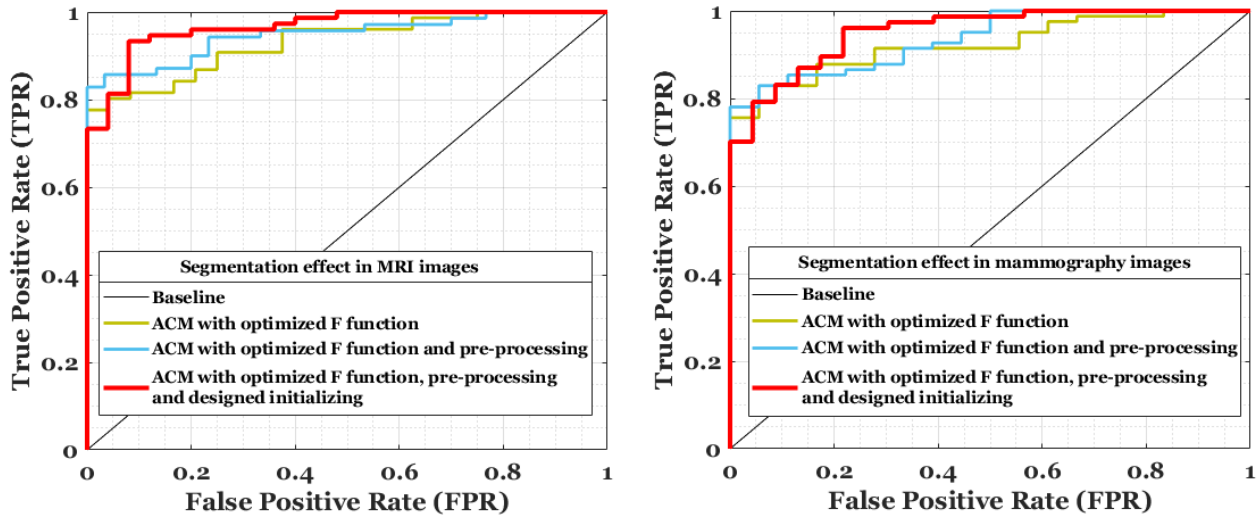 True Positive Rate (TPR)
1
0.8
0.6
0.4
0.2
0
Segmentation effect in MRI images
Baseline
ACM with optimized F function
ACM with optimized F function and pre-processing
ACM with optimized F function, pre-processing
and designed initializing
0 0.2 0.4 0.6 0.8 1
False Positive Rate (FPR)
True Positive Rate (TPR)
1
0.8
0.6
0.4
0.2
0
Segmentation effect in mammography images
Baseline
ACM with optimized F function
ACM with optimized F function and pre-processing
ACM with optimized F function, pre-processing
and designed initializing
0 0.2 0.4 0.6 0.8 1
False Positive Rate (FPR)